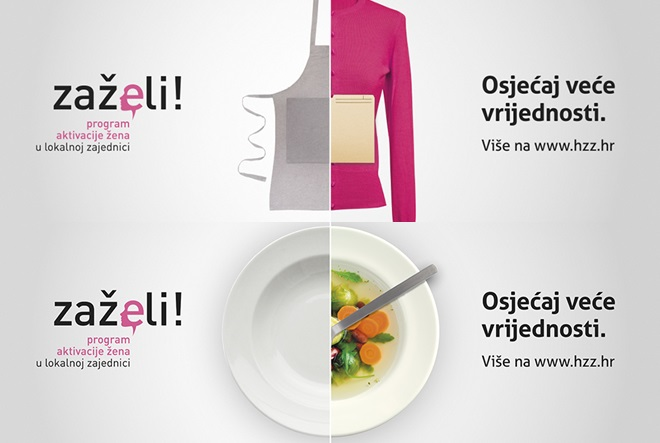 zaželi!
program
aktivacije žena
u lokalnoj zajednici
Osjećaj veće
vrijednosti.
Više na www.hzz.hr
zaželi!
program
aktivacije žena
u lokalnoj zajednici
Osjećaj veće
vrijednosti.
Više na www.hzz.hr